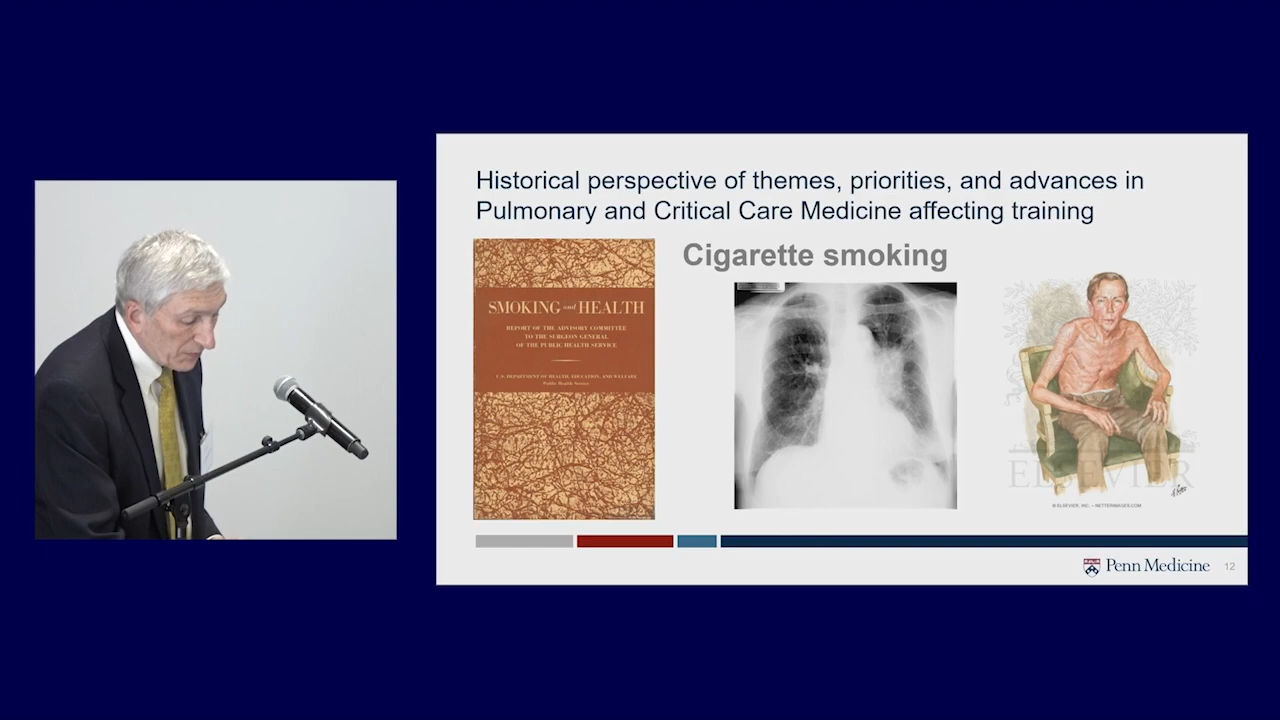 Historical perspective of themes, priorities, and advances in
Pulmonary and Critical Care Medicine affecting training
Cigarette smoking
SMOKING and HEALTH
REPORT OF THE ADVISORY COMMITTEE
TO THE SURGEON GENERAL
OF THE PUBLIC HEALTH SERVICE
U.S. DEPARTMENT OF HEALTH, EDUCATION, AND WELFARE
Public Health Service
ELSEVIER
© ELSEVIER, INC. – NETTERIMAGES.COM
Penn Medicine 12